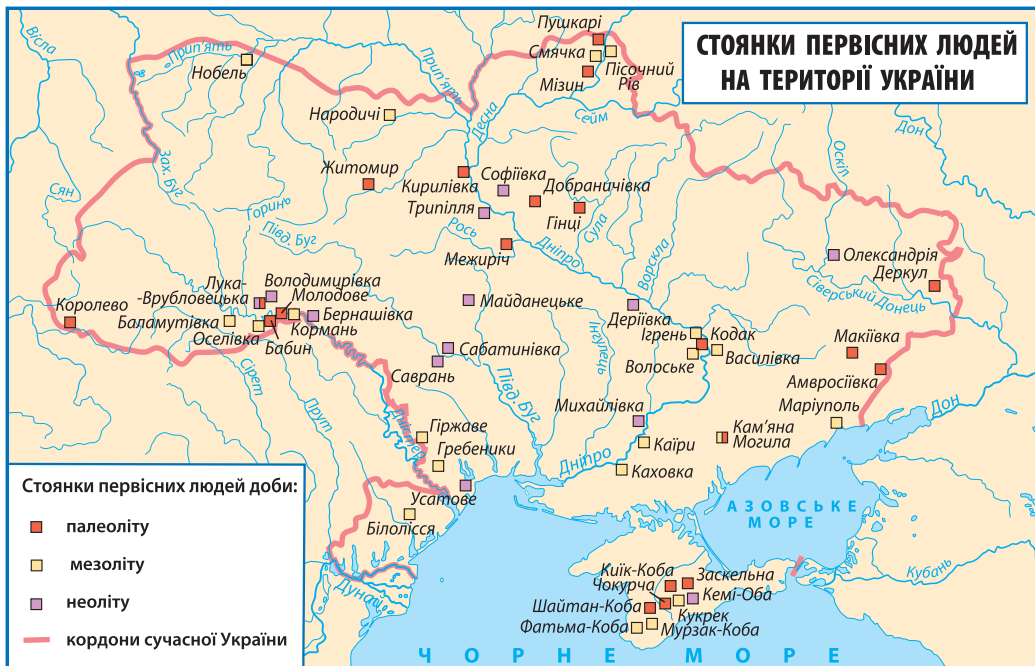 СТОЯНКИ ПЕРВІСНИХ ЛЮДЕЙ
НА ТЕРИТОРІЇ УКРАЇНИ
Вісла
Прип'ять
Нобель
Прип'ять
Пушкарі
Смячка
Пісочний
Рів
Мізин
Десна
Сейм
Дон
Оскіл
Народичі
Житомир
Зах. Буг
Сян
Горинь
Кирилівка
Софіївка
Добраничівка
Трипілля
Гінці
Сула
Рось
Межиріч
Дніпро
Ворскла
Півд. Буг
Олександрія
Деркул
Сіверський Донець
Лука-
-Врубловецька
Володимирівка
Молодове
Королево
Баламутівка
Оселівка
Бабин
Кормань
Бернашівка
Майданецьке
Деріївка
Інгулець
Ігрень
Кодак
Волоське
Василівка
Макіївка
Амвросіївка
Сабатинівка
Саврань
Півд. Буг
Сірет
Прут
Дністер
Михайлівка
Кам'яна
Могила
Маріуполь
Дон
Гіржаве
Гребеники
Каїри
Каховка
Дніпро
Усатове
Білолісся
Дунай
АЗОВСЬКЕ
МОРЕ
Кубань
Киїк-Коба
Чокурча
Заскельна
Кемі-Оба
Шайтан-Коба
Кукрек
Фатьма-Коба
Мурзак-Коба
ЧОРНЕ МОРЕ
Стоянки первісних людей доби:
палеоліту
мезоліту
неоліту
кордони сучасної України